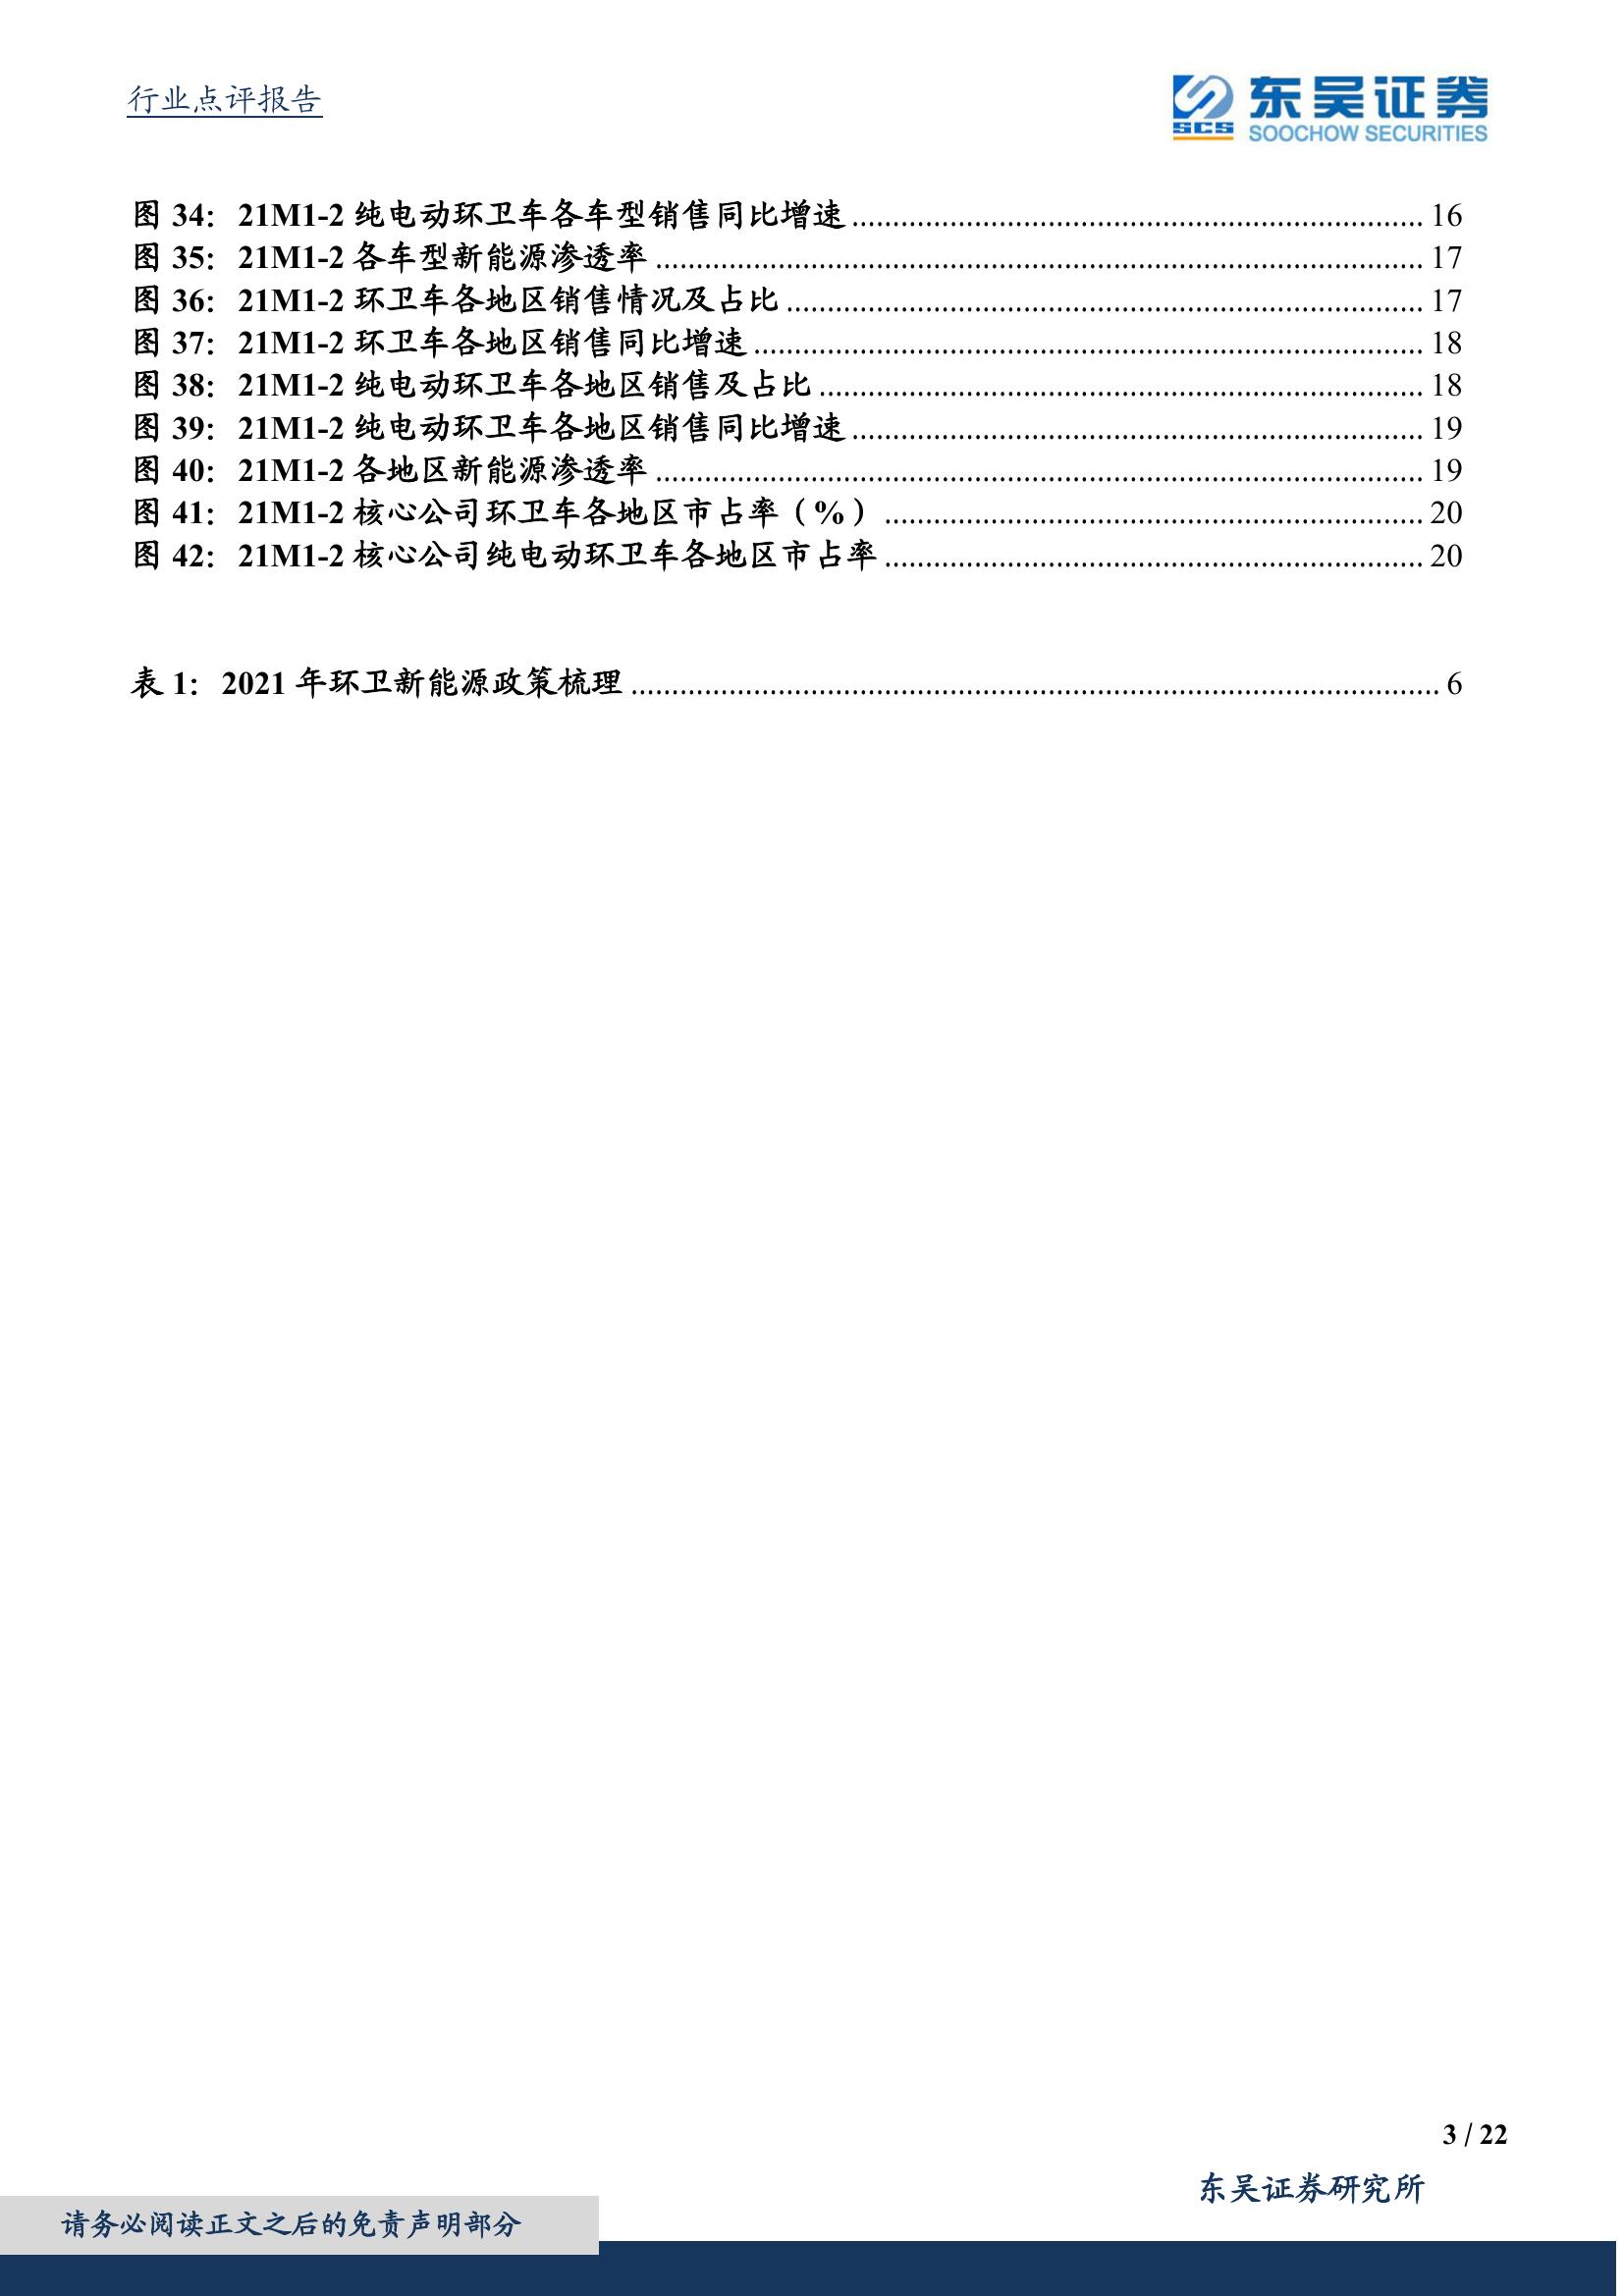 行业点评报告
SCS 东吴证券
SOOCHOW SECURITIES
图 34： 21M1-2 纯电动环卫车各车型销售同比增速 ........................................................................ 16
图 35： 21M1-2 各车型新能源渗透率 ................................................................................................ 17
图 36： 21M1-2 环卫车各地区销售情况及占比 ................................................................................ 17
图 37： 21M1-2 环卫车各地区销售同比增速 .................................................................................... 18
图 38： 21M1-2 纯电动环卫车各地区销售及占比 ............................................................................ 18
图 39： 21M1-2 纯电动环卫车各地区销售同比增速 ........................................................................ 19
图 40： 21M1-2 各地区新能源渗透率 ................................................................................................ 19
图 41： 21M1-2 核心公司环卫车各地区市占率（%） .................................................................... 20
图 42： 21M1-2 核心公司纯电动环卫车各地区市占率 .................................................................... 20
表 1： 2021 年环卫新能源政策梳理 ..................................................................................................... 6
3 / 22
东吴证券研究所
请务必阅读正文之后的免责声明部分